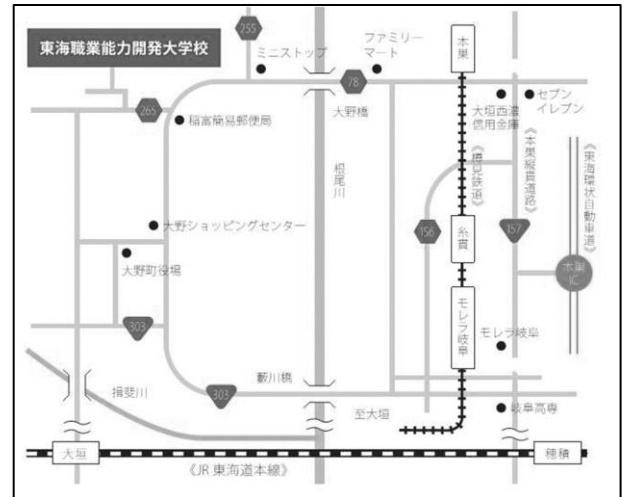 255
東海職業能力開発大学校
ミニストップ
ファミリー
マート
本巣
78
265
大野橋
大垣西濃
信用金庫
セブン
イレブン
稲富簡易郵便局
根尾川
《樽見鉄道》
《本巣縦貫道路》
《東海環状自動車道》
大野ショッピングセンター
156
糸貫
157
大野町役場
本巣
IC
303
モレラ岐阜
モレラ岐阜
揖斐川
藪川橋
303
至大垣
岐阜高専
大垣
穂積
《JR東海道本線》